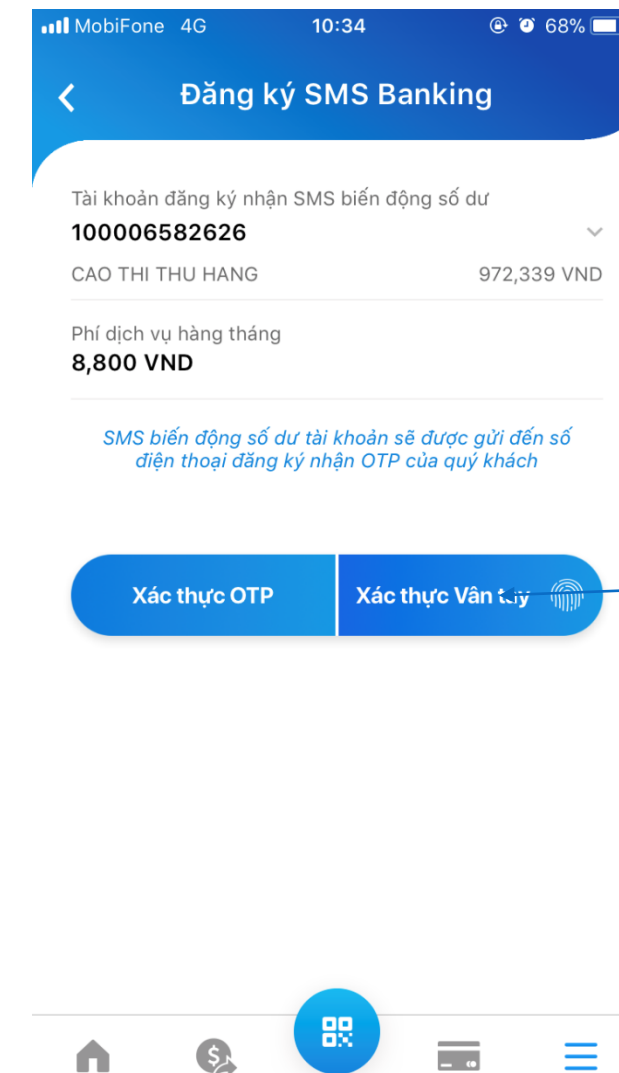 MobiFone 4G 10:34 68%
Đăng ký SMS Banking
Tài khoản đăng ký nhận SMS biến động số dư
100006582626
CAO THI THU HANG 972,339 VND
Phí dịch vụ hàng tháng
8,800 VND
SMS biến động số dư tài khoản sẽ được gửi đến số
điện thoại đăng ký nhận OTP của quý khách
Xác thực OTP Xác thực Vân tay